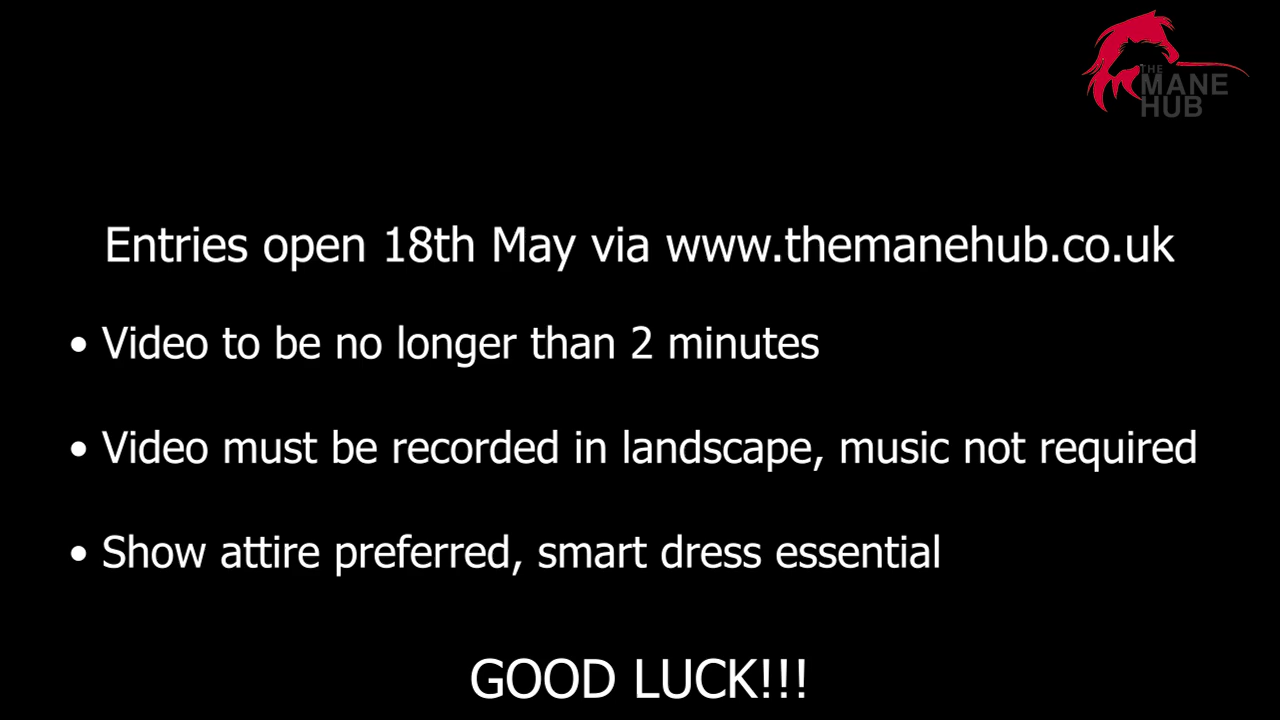 THE
MANE
HUB
Entries open 18th May via www.themanehub.co.uk
• Video to be no longer than 2 minutes
• Video must be recorded in landscape, music not required
• Show attire preferred, smart dress essential
GOOD LUCK!!!